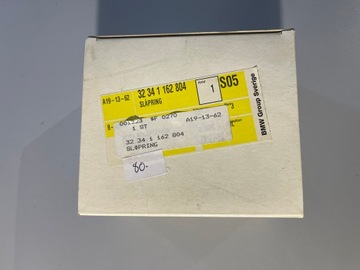 A19-13-62 32 34 1 162 804 1 S05
SLÄPRING
BMW Group Sverige
0270 A19-13-62
1 ST
32 34 1 162 804
SLÄPRING
80.-